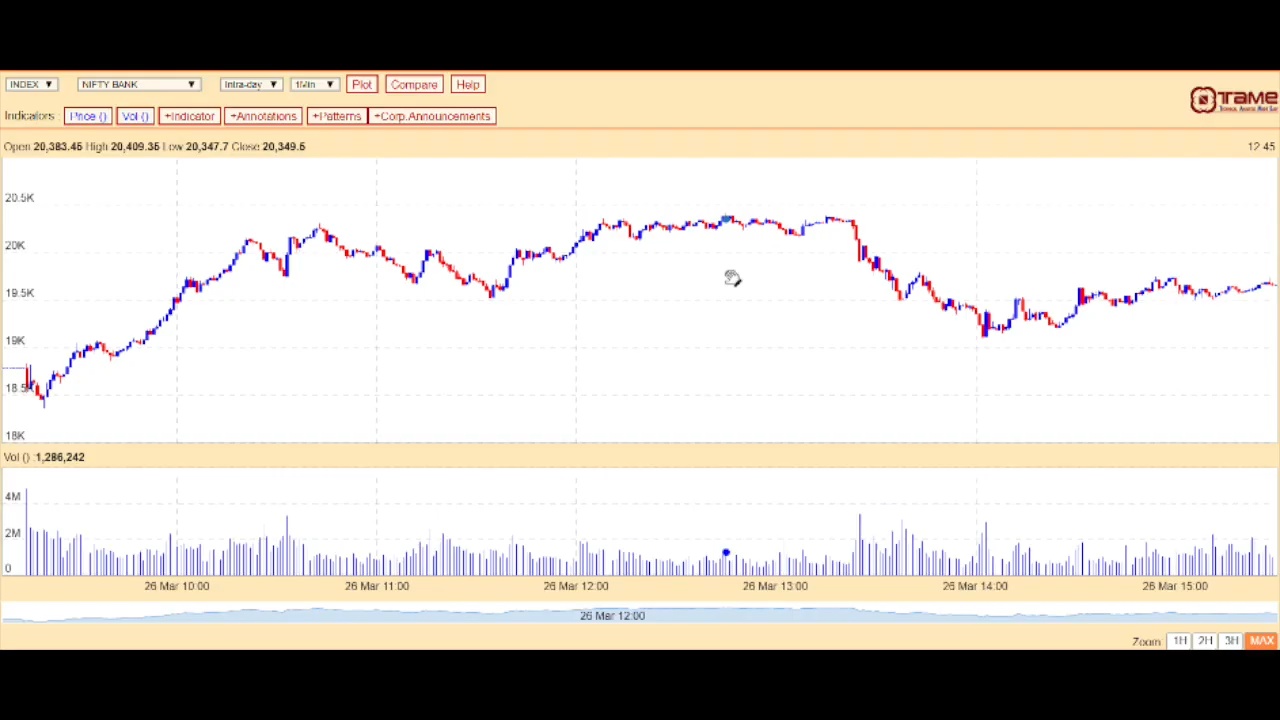 INDEX ▼ NIFTY BANK ▼ Intra-day ▼ 1Min ▼ Plot Compare Help
TAME
Indicators : Price () Vol () +Indicator +Annotations +Patterns +Corp.Announcements
Open 20,383.45 High 20,409.35 Low 20,347.7 Close 20,349.5 12:45
20.5K
20K
19.5K
19K
18.5K
18K
Vol () :1,286,242
4M
2M
0
26 Mar 10:00 26 Mar 11:00 26 Mar 12:00 26 Mar 13:00 26 Mar 14:00 26 Mar 15:00
26 Mar 12:00
Zoom: 1H 2H 3H MAX